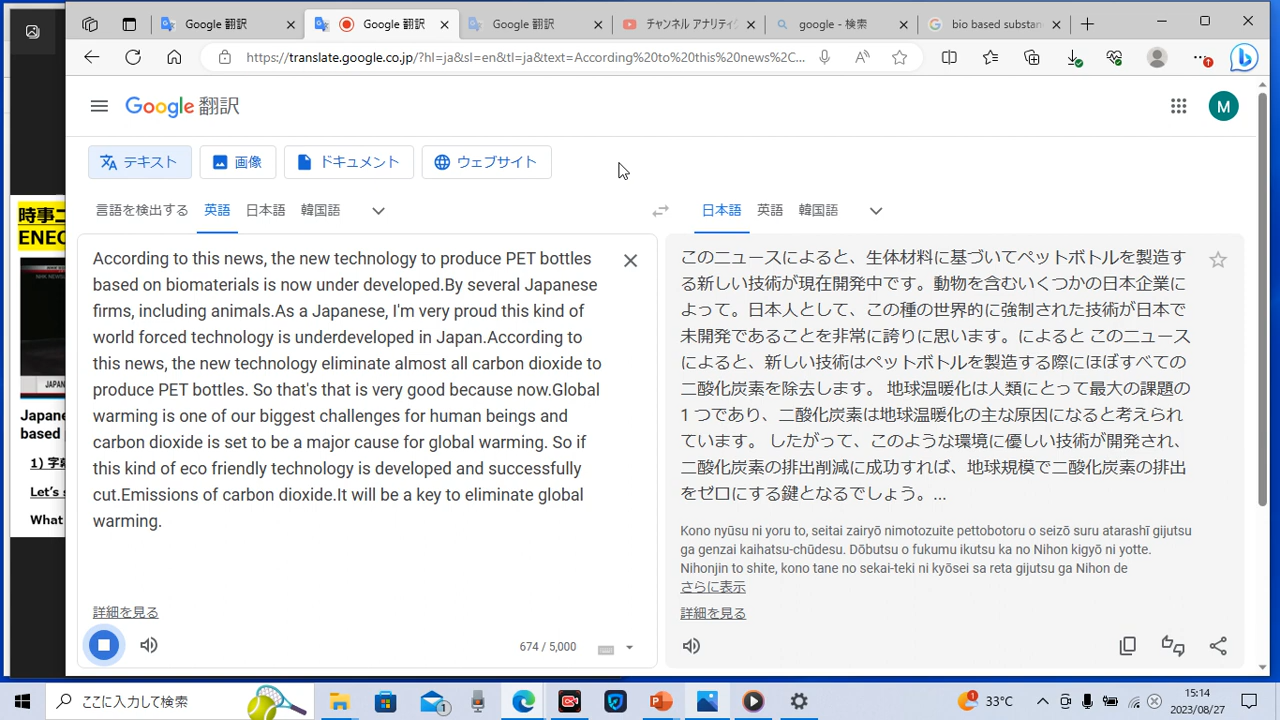 Google 翻訳
Google 翻訳
Google 翻訳
チャンネル アナリティクス
google - 検索
bio based substan
https://translate.google.co.jp/?hl=ja&sl=en&tl=ja&text=According%20to%20this%20news%2C...
Google 翻訳
M
テキスト
画像
ドキュメント
ウェブサイト
言語を検出する
英語
日本語
韓国語
日本語
英語
韓国語
According to this news, the new technology to produce PET bottles
based on biomaterials is now under developed.By several Japanese
firms, including animals.As a Japanese, I'm very proud this kind of
world forced technology is underdeveloped in Japan.According to
this news, the new technology eliminate almost all carbon dioxide to
produce PET bottles. So that's that is very good because now.Global
warming is one of our biggest challenges for human beings and
carbon dioxide is set to be a major cause for global warming. So if
this kind of eco friendly technology is developed and successfully
cut.Emissions of carbon dioxide.It will be a key to eliminate global
warming.
詳細を見る
674 / 5,000
このニュースによると、生体材料に基づいてペットボトルを製造す
る新しい技術が現在開発中です。動物を含むいくつかの日本企業に
よって。日本人として、この種の世界的に強制された技術が日本で
未開発であることを非常に誇りに思います。によると このニュース
によると、新しい技術はペットボトルを製造する際にほぼすべての
二酸化炭素を除去します。 地球温暖化は人類にとって最大の課題の
1 つであり、二酸化炭素は地球温暖化の主な原因になると考えられ
ています。 したがって、このような環境に優しい技術が開発され、
二酸化炭素の排出削減に成功すれば、地球規模で二酸化炭素の排出
をゼロにする鍵となるでしょう。...
Kono nyūsu ni yoru to, seitai zairyō nimotozuite pettobotoru o seizō suru atarashī gijutsu
ga genzai kaihatsu-chūdesu. Dōbutsu o fukumu ikutsu ka no Nihon kigyō ni yotte.
Nihonjin to shite, kono tane no sekai-teki ni kyōsei sa reta gijutsu ga Nihon de
さらに表示
詳細を見る
時事ニ
ENEC
JAPAN
Japane
based
1) 字幕
Let's s
What
ここに入力して検索
1
1
33°C
15:14
2023/08/27